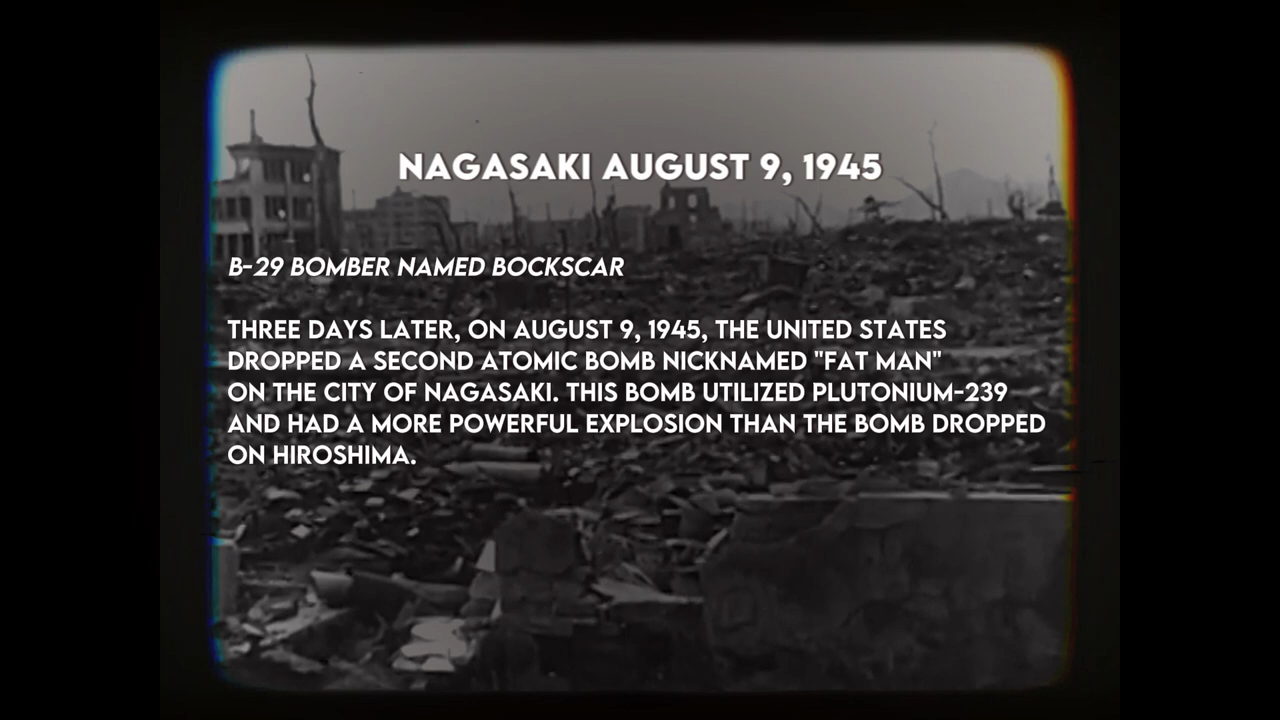 NAGASAKI AUGUST 9, 1945
B-29 BOMBER NAMED BOCKSCAR
THREE DAYS LATER, ON AUGUST 9, 1945, THE UNITED STATES
DROPPED A SECOND ATOMIC BOMB NICKNAMED "FAT MAN"
ON THE CITY OF NAGASAKI. THIS BOMB UTILIZED PLUTONIUM-239
AND HAD A MORE POWERFUL EXPLOSION THAN THE BOMB DROPPED
ON HIROSHIMA.